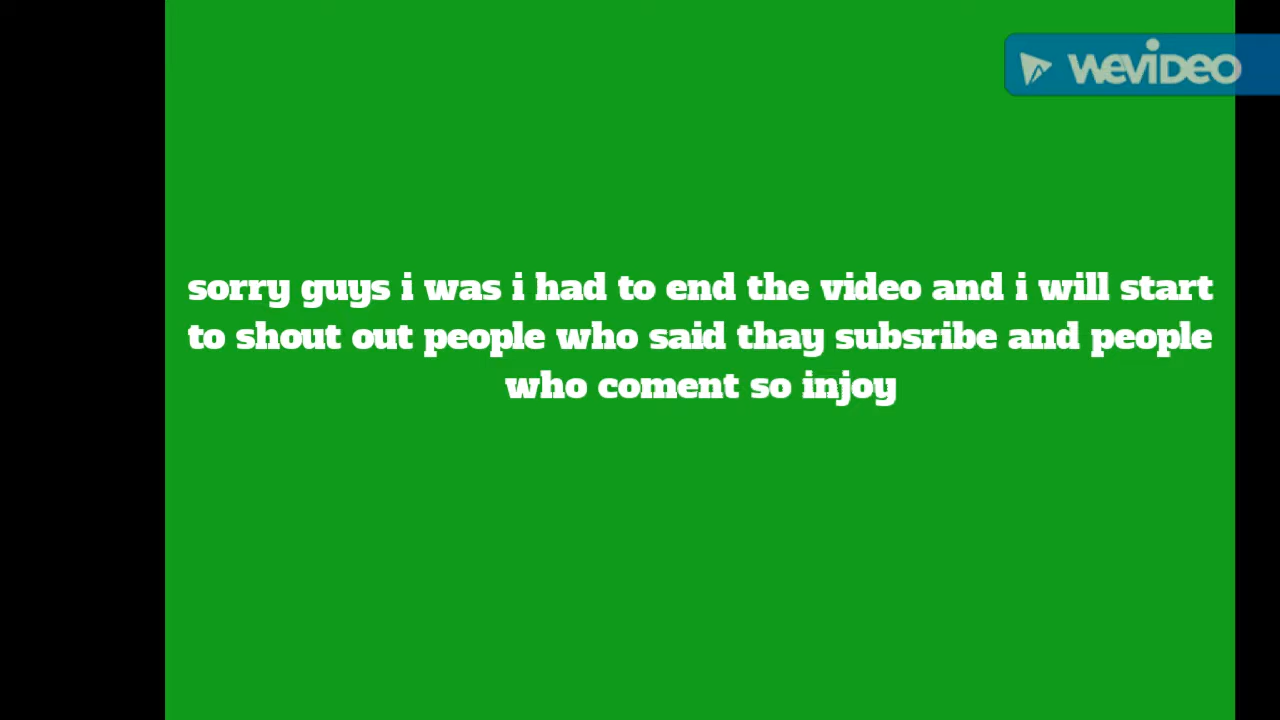 WEVIDEO
sorry guys i was i had to end the video and i will start
to shout out people who said thay subsribe and people
who coment so injoy